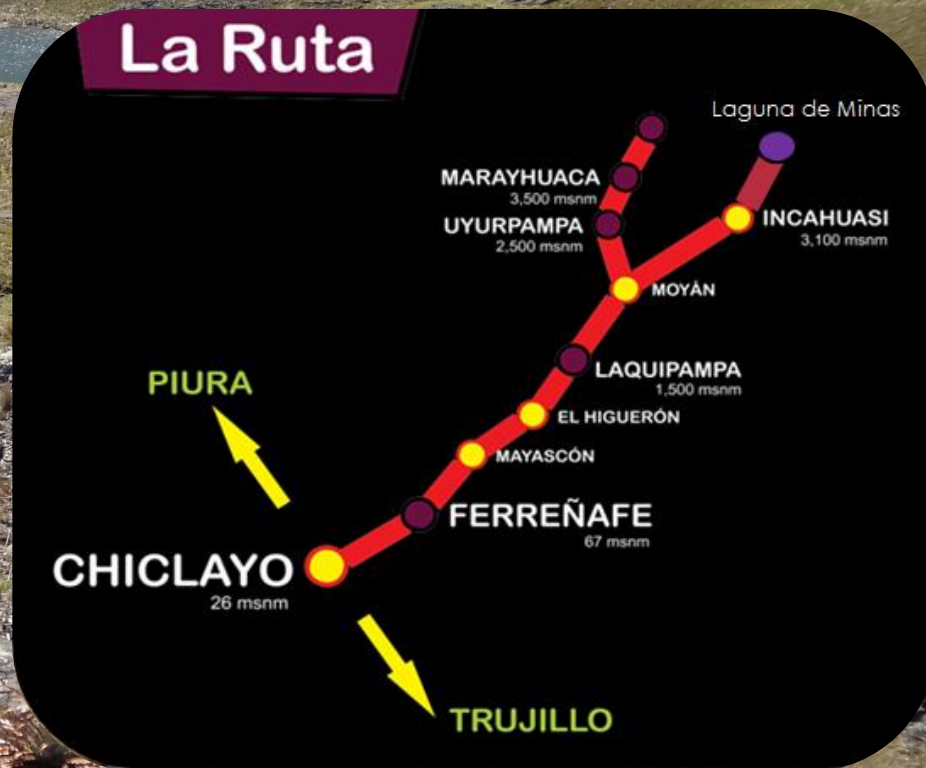 La Ruta
Laguna de Minas
MARAYHUACA
3,500 msnm
UYURPAMPA
2,500 msnm
INCAHUASI
3,100 msnm
MOYÁN
LAQUIPAMPA
1,500 msnm
PIURA
EL HIGUERÓN
MAYASCÓN
FERREÑAFE
67 msnm
CHICLAYO
26 msnm
TRUJILLO